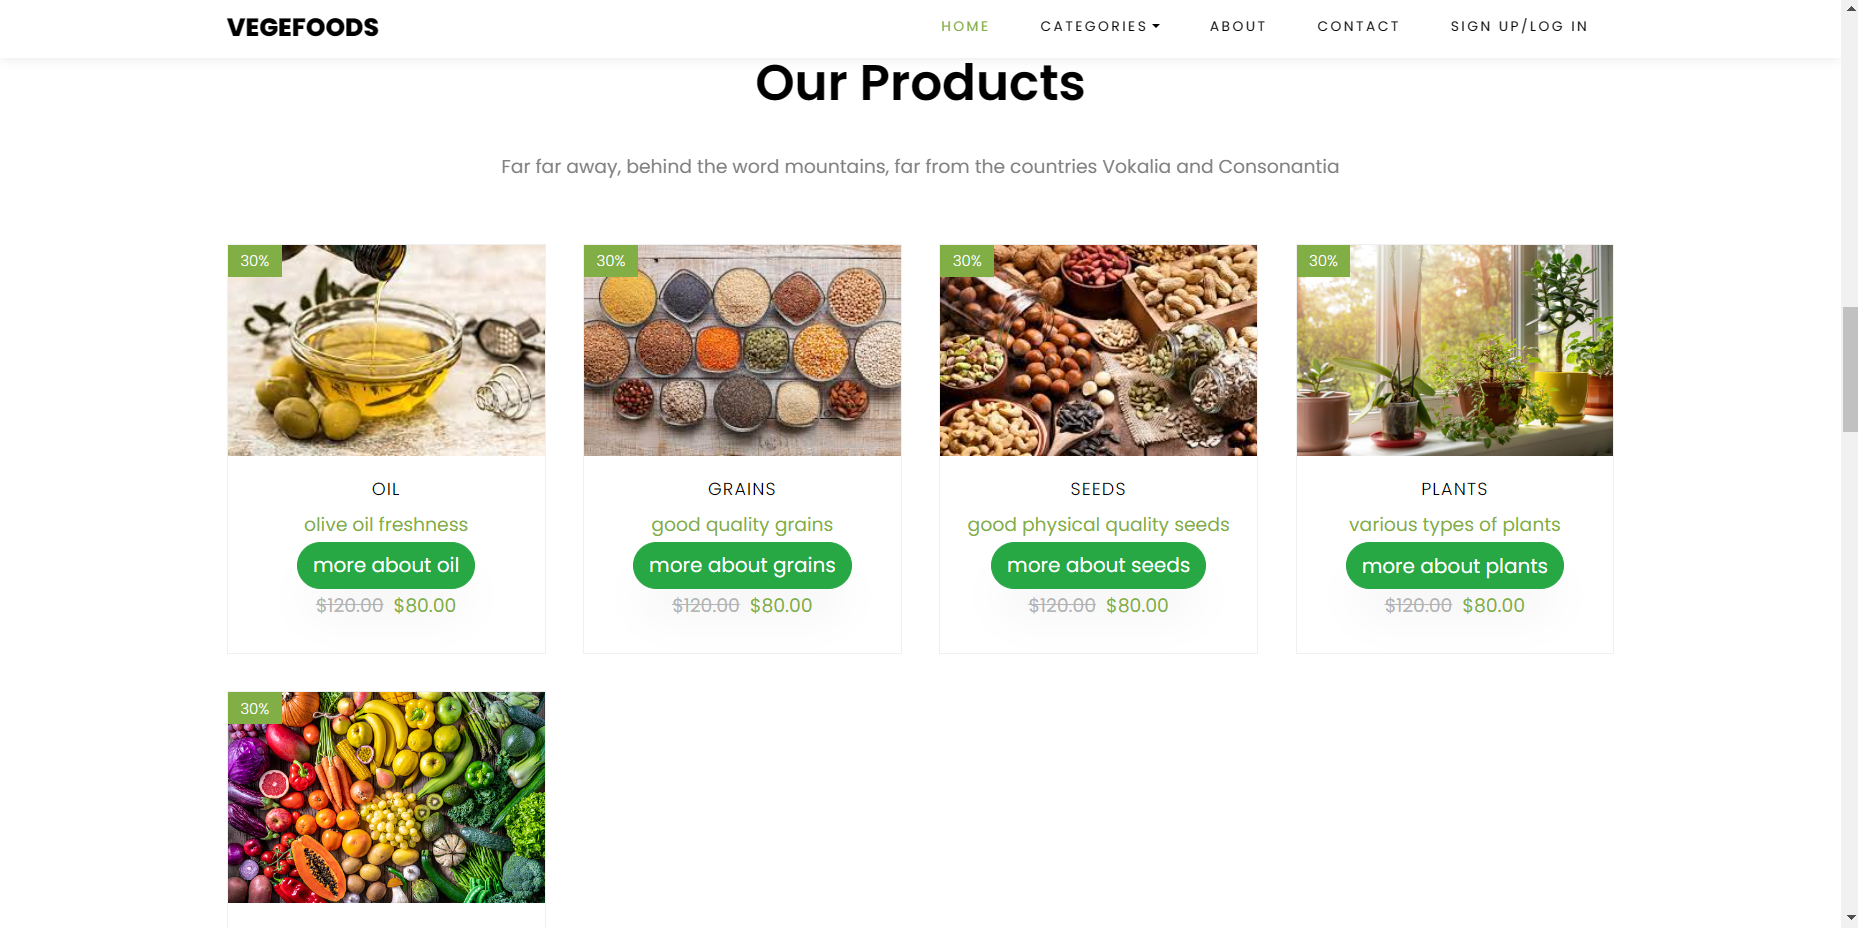 VEGEFOODS
HOME
CATEGORIES
ABOUT
CONTACT
SIGN UP/LOG IN
Our Products
Far far away, behind the word mountains, far from the countries Vokalia and Consonantia
30%
OIL
olive oil freshness
more about oil
$120.00 $80.00
30%
GRAINS
good quality grains
more about grains
$120.00 $80.00
30%
SEEDS
good physical quality seeds
more about seeds
$120.00 $80.00
30%
PLANTS
various types of plants
more about plants
$120.00 $80.00
30%